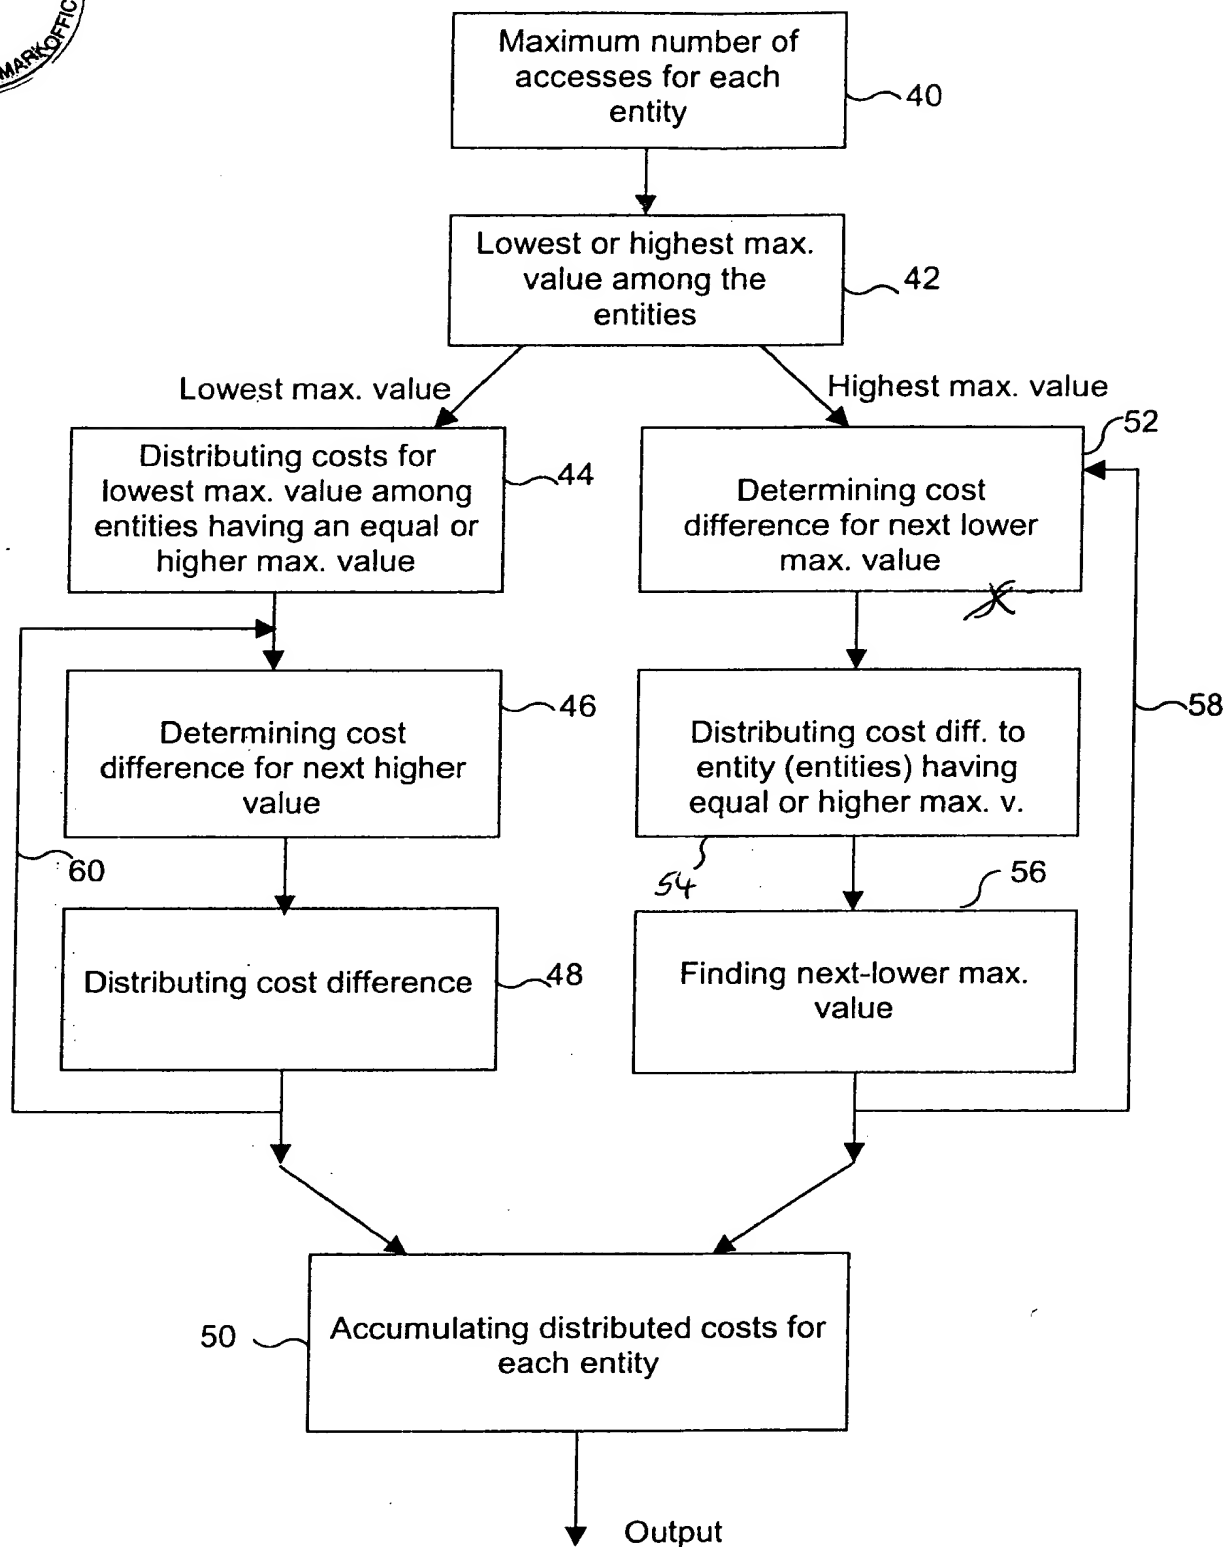 MARK OFFIC
Maximum number of
accesses for each
entity
40
Lowest or highest max.
value among the
entities
42
Lowest max. value
Highest max. value
52
Distributing costs for
lowest max. value among
entities having an equal or
higher max. value
44
Determining cost
difference for next lower
max. value
58
Determining cost
difference for next higher
value
46
Distributing cost diff. to
entity (entities) having
equal or higher max. v.
54
60
56
Distributing cost difference
48
Finding next-lower max.
value
50
Accumulating distributed costs for
each entity
Output